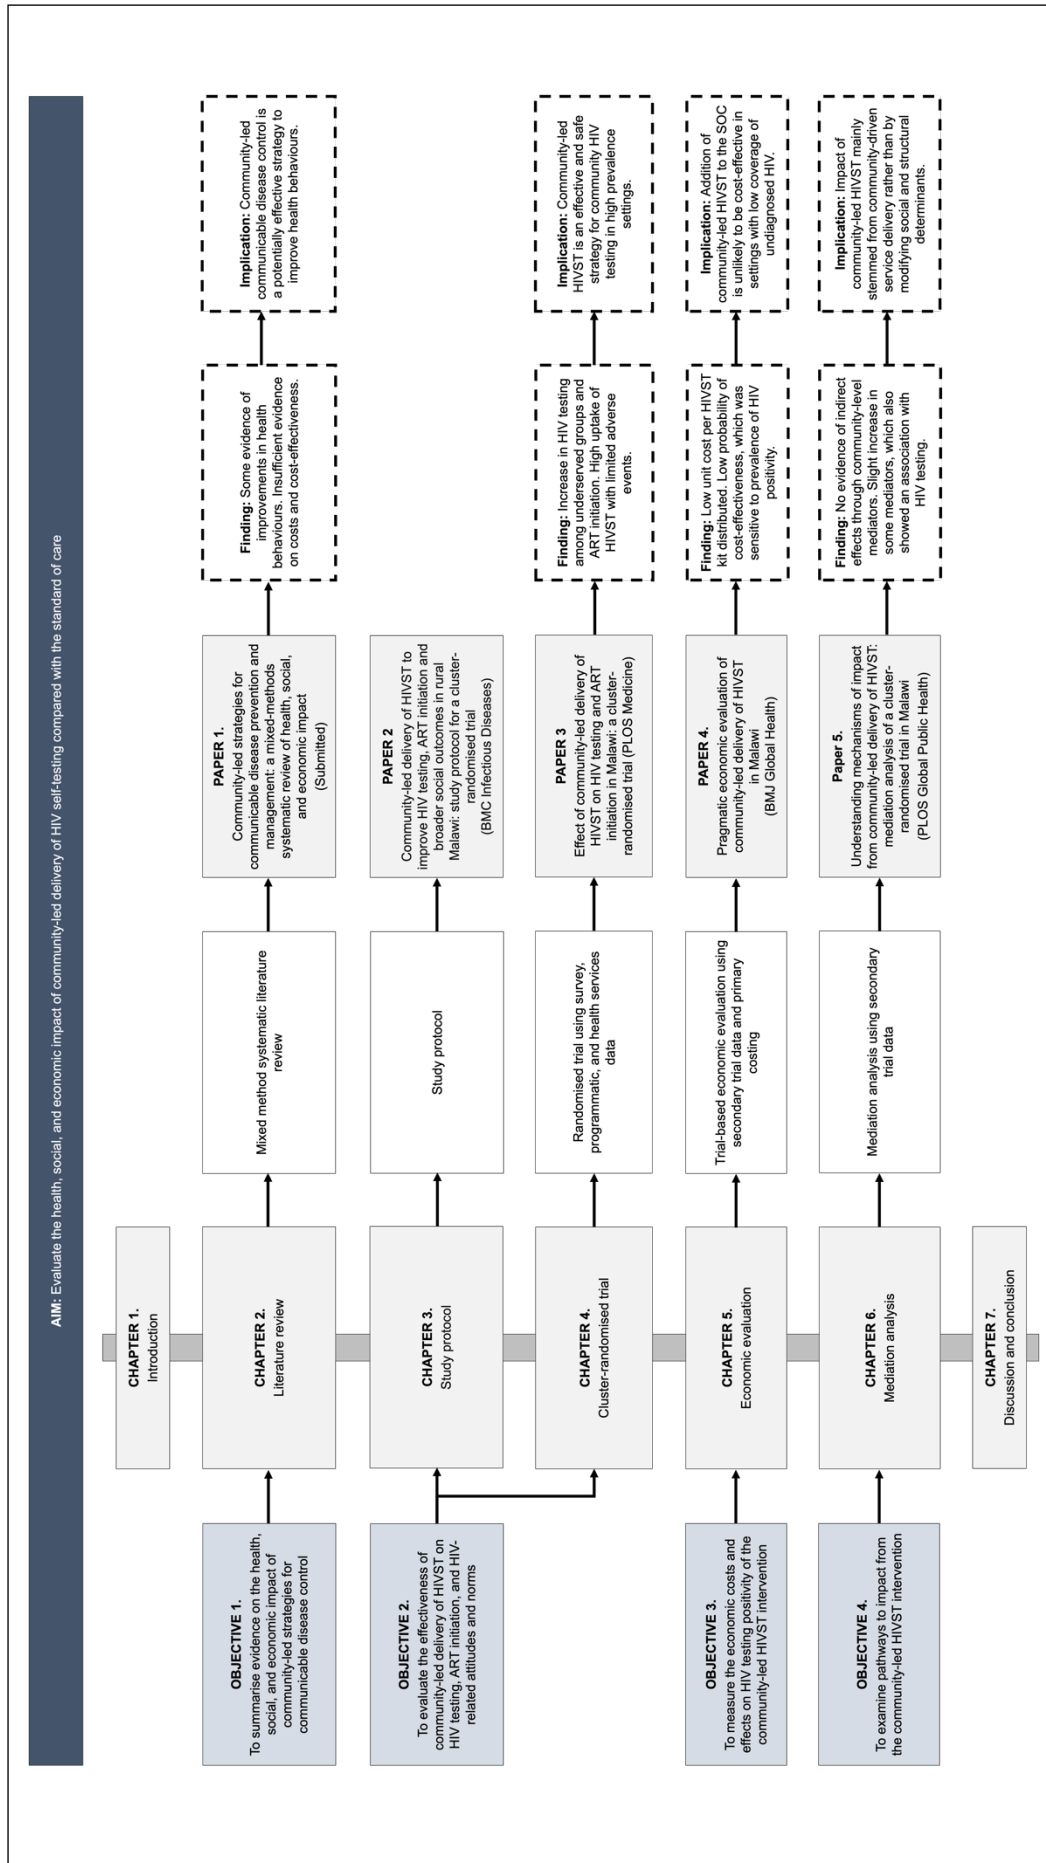 AIM: Evaluate the health, social, and economic impact of community-led delivery of HIV self-testing compared with the standard of care
CHAPTER 1.
Introduction
OBJECTIVE 1.
To summarise evidence on the health,
social, and economic impact of
community-led strategies for
communicable disease control
CHAPTER 2.
Literature review
Mixed method systematic literature
review
PAPER 1.
Community-led strategies for
communicable disease prevention and
management: a mixed-methods
systematic review of health, social,
and economic impact
(Submitted)
Finding: Some evidence of
improvements in health
behaviours. Insufficient evidence
on costs and cost-effectiveness.
Implication: Community-led
communicable disease control is
a potentially effective strategy to
improve health behaviours.
OBJECTIVE 2.
To evaluate the effectiveness of
community-led delivery of HIVST on
HIV testing, ART initiation, and HIV-
related attitudes and norms
CHAPTER 3.
Study protocol
Study protocol
PAPER 2
Community-led delivery of HIVST to
improve HIV testing, ART initiation and
broader social outcomes in rural
Malawi: study protocol for a cluster-
randomised trial
(BMC Infectious Diseases)
CHAPTER 4.
Cluster-randomised trial
Randomised trial using survey,
programmatic, and health services
data
PAPER 3
Effect of community-led delivery of
HIVST on HIV testing and ART
initiation in Malawi: a cluster-
randomised trial (PLOS Medicine)
Finding: Increase in HIV testing
among underserved groups and
ART initiation. High uptake of
HIVST with limited adverse
events.
Implication: Community-led
HIVST is an effective and safe
strategy for community HIV
testing in high prevalence
settings.
OBJECTIVE 3.
To measure the economic costs and
effects on HIV testing positivity of the
community-led HIVST intervention
CHAPTER 5.
Economic evaluation
Trial-based economic evaluation using
secondary trial data and primary
costing
PAPER 4.
Pragmatic economic evaluation of
community-led delivery of HIVST
in Malawi
(BMJ Global Health)
Finding: Low unit cost per HIVST
kit distributed. Low probability of
cost-effectiveness, which was
sensitive to prevalence of HIV
positivity.
Implication: Addition of
community-led HIVST to the SOC
is unlikely to be cost-effective in
settings with low coverage of
undiagnosed HIV.
OBJECTIVE 4.
To examine pathways to impact from
the community-led HIVST intervention
CHAPTER 6.
Mediation analysis
Mediation analysis using secondary
trial data
Paper 5.
Understanding mechanisms of impact
from community-led delivery of HIVST:
mediation analysis of a cluster-
randomised trial in Malawi
(PLOS Global Public Health)
Finding: No evidence of indirect
effects through community-level
mediators. Slight increase in
some mediators, which also
showed an association with
HIV testing.
Implication: Impact of
community-led HIVST mainly
stemmed from community-driven
service delivery rather than by
modifying social and structural
determinants.
CHAPTER 7.
Discussion and conclusion